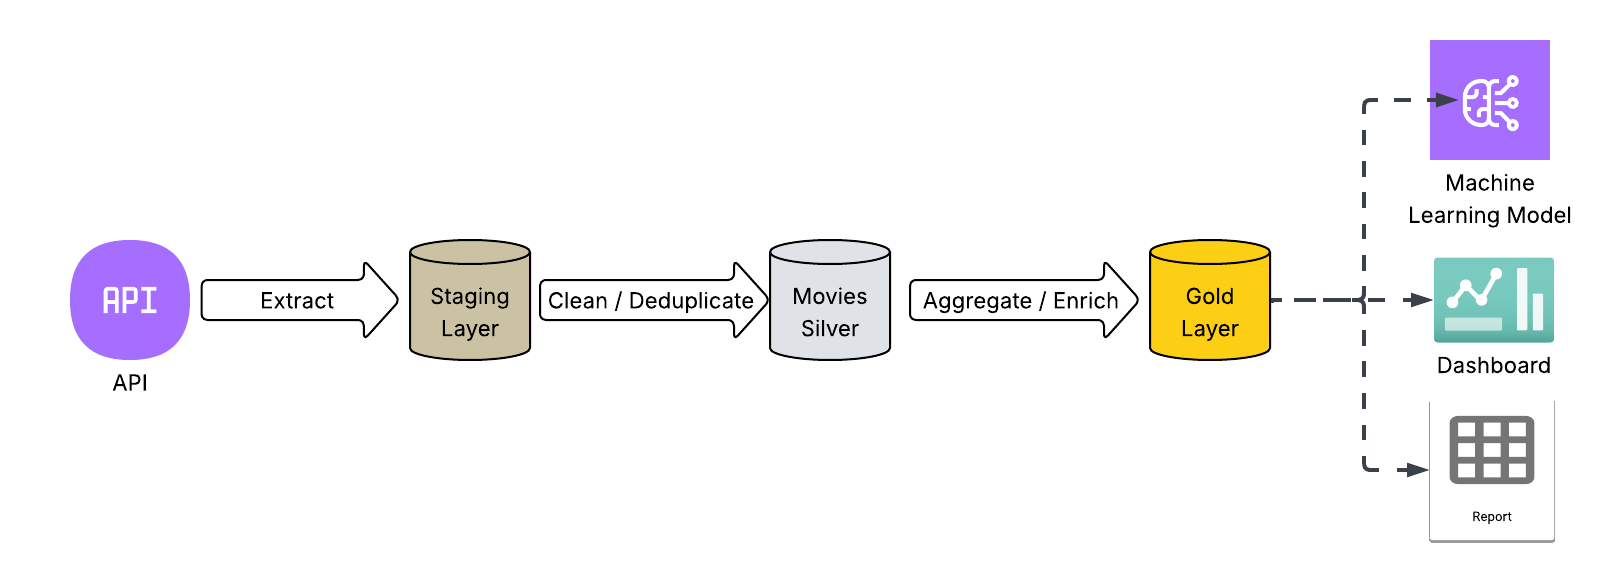 API
API
Extract
Staging
Layer
Clean / Deduplicate
Movies
Silver
Aggregate / Enrich
Gold
Layer
Machine
Learning Model
Dashboard
Report